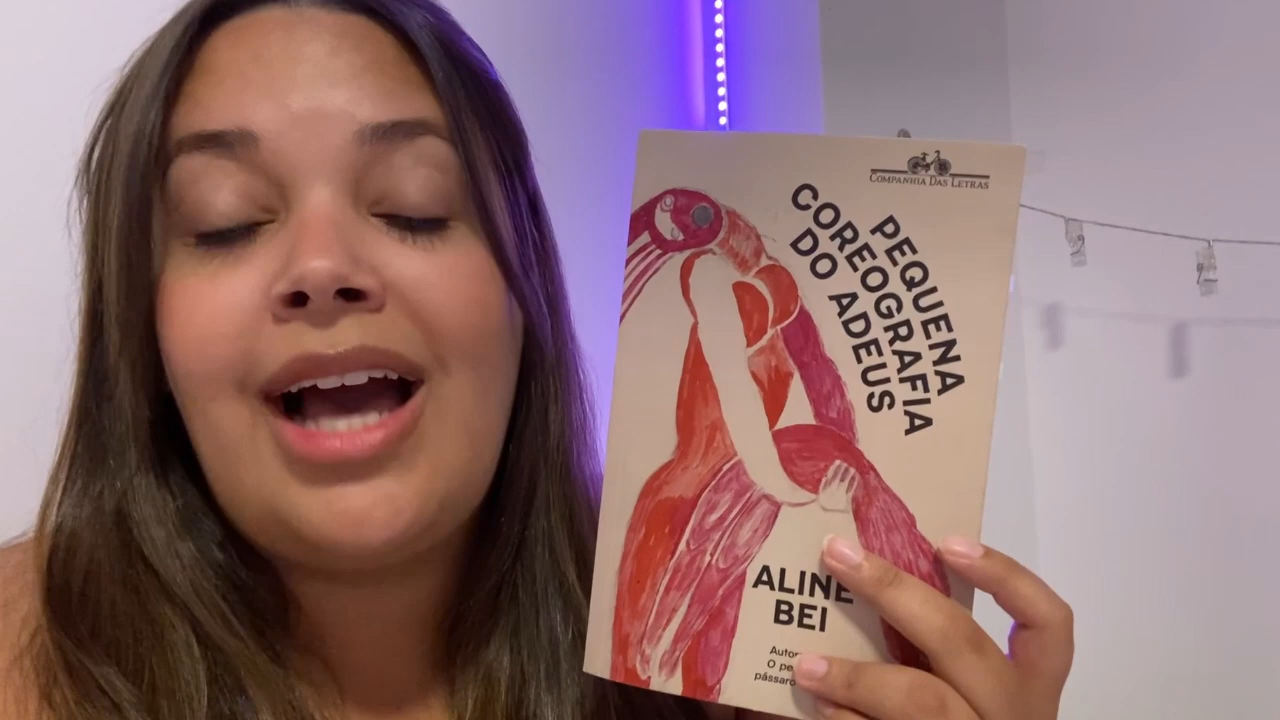 COMPANHIA DAS LETRAS
PEQUENA
COREOGRAFIA
DO ADEUS
ALINE
BEI